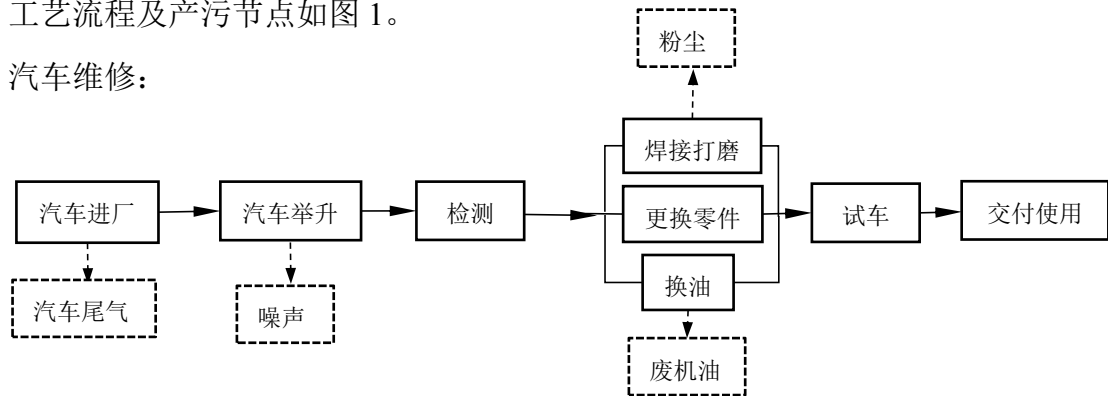 工艺流程及产污节点如图 1。
粉尘
汽车维修：
焊接打磨
汽车进厂
汽车举升
检测
更换零件
试车
交付使用
换油
汽车尾气
噪声
废机油